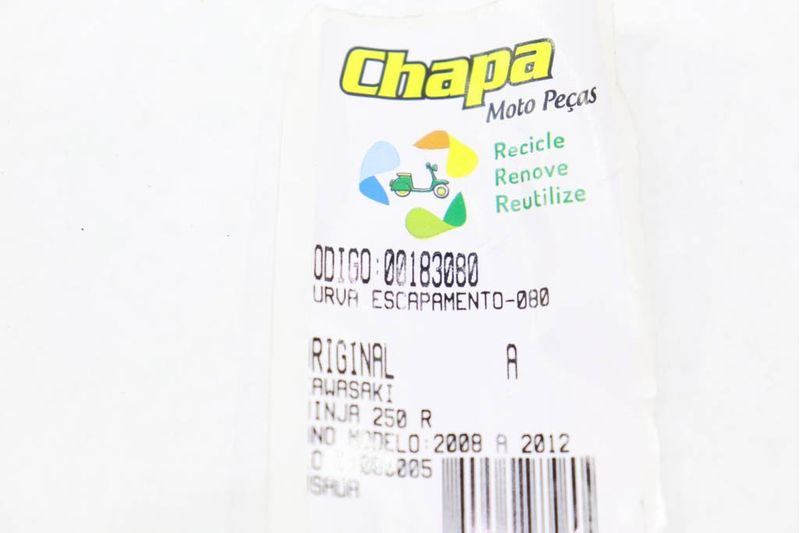 Chapa
Moto Peças
Recicle
Renove
Reutilize
ODIGO:00183080
URVA ESCAPAMENTO-080
RIGINAL A
AWASAKI
INJA 250 R
NO MODELO:2008 A 2012